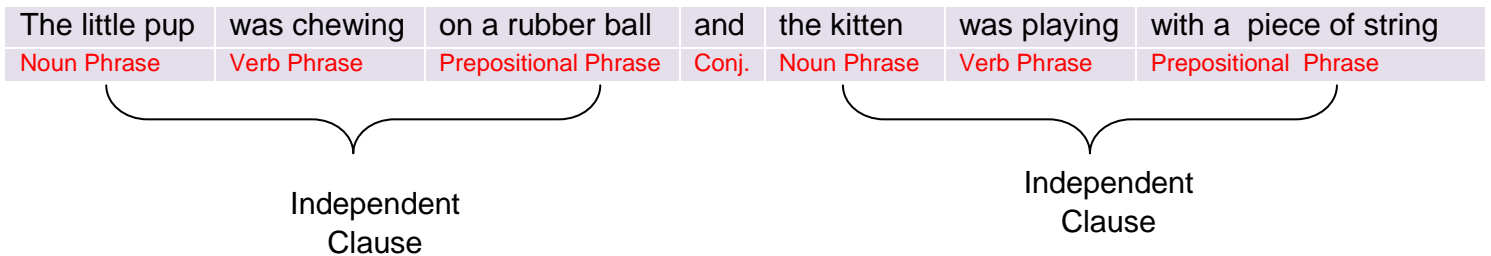 The little pup was chewing on a rubber ball and the kitten was playing with a piece of string
Noun Phrase Verb Phrase Prepositional Phrase Conj. Noun Phrase Verb Phrase Prepositional Phrase
Independent
Clause
Independent
Clause